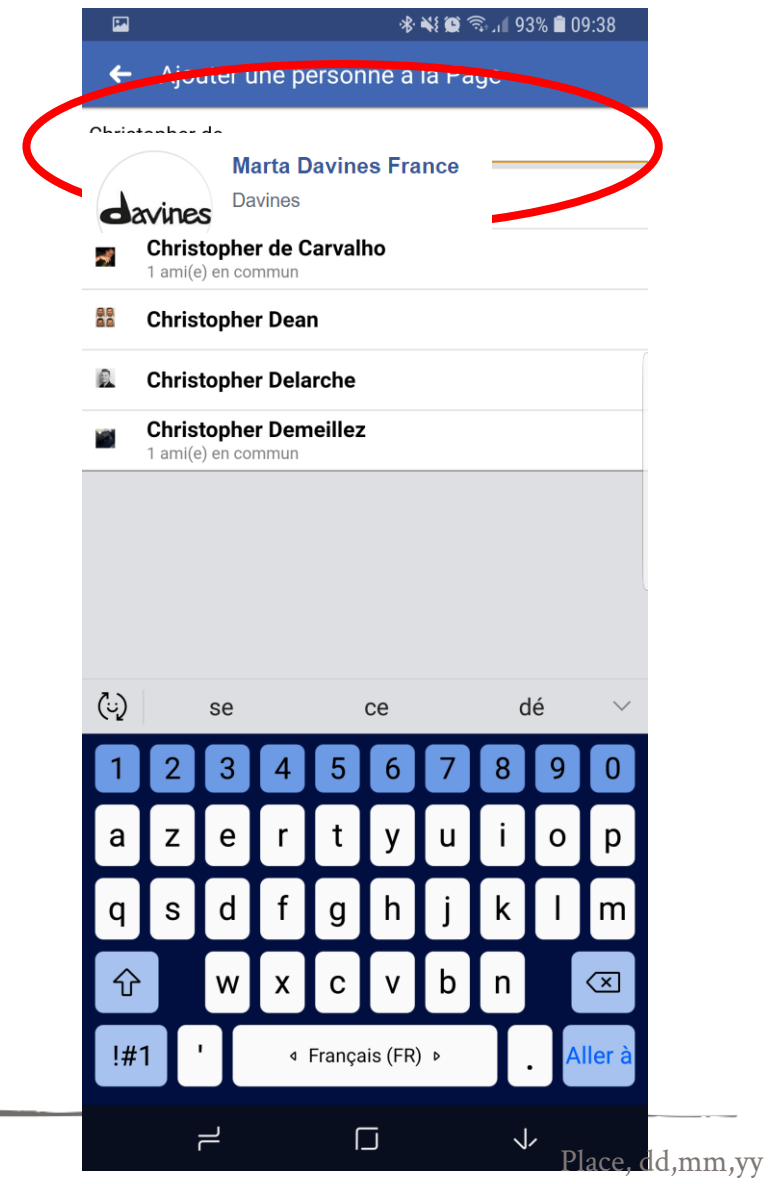 93% 09:38
Ajouter une personne à la Page
Christopher de
Marta Davines France
davines
Davines
Christopher de Carvalho
1 ami(e) en commun
Christopher Dean
Christopher Delarche
Christopher Demeillez
1 ami(e) en commun
se ce dé
1 2 3 4 5 6 7 8 9 0
a z e r t y u i o p
q s d f g h j k l m
w x c v b n
!#1 ' Français (FR) . Aller à
Place, dd,mm,yy